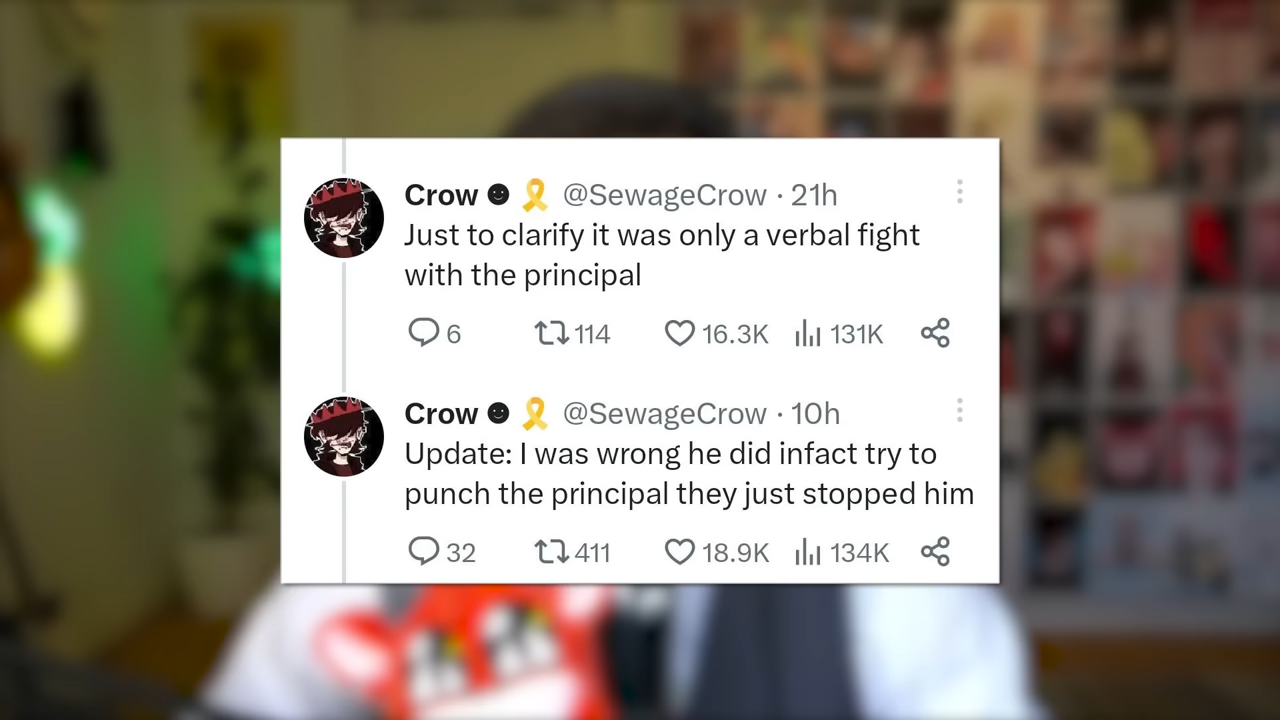 Crow ☻ 🎗 @SewageCrow · 21h
Just to clarify it was only a verbal fight
with the principal
6 114 16.3K 131K
Crow ☻ 🎗 @SewageCrow · 10h
Update: I was wrong he did infact try to
punch the principal they just stopped him
32 411 18.9K 134K